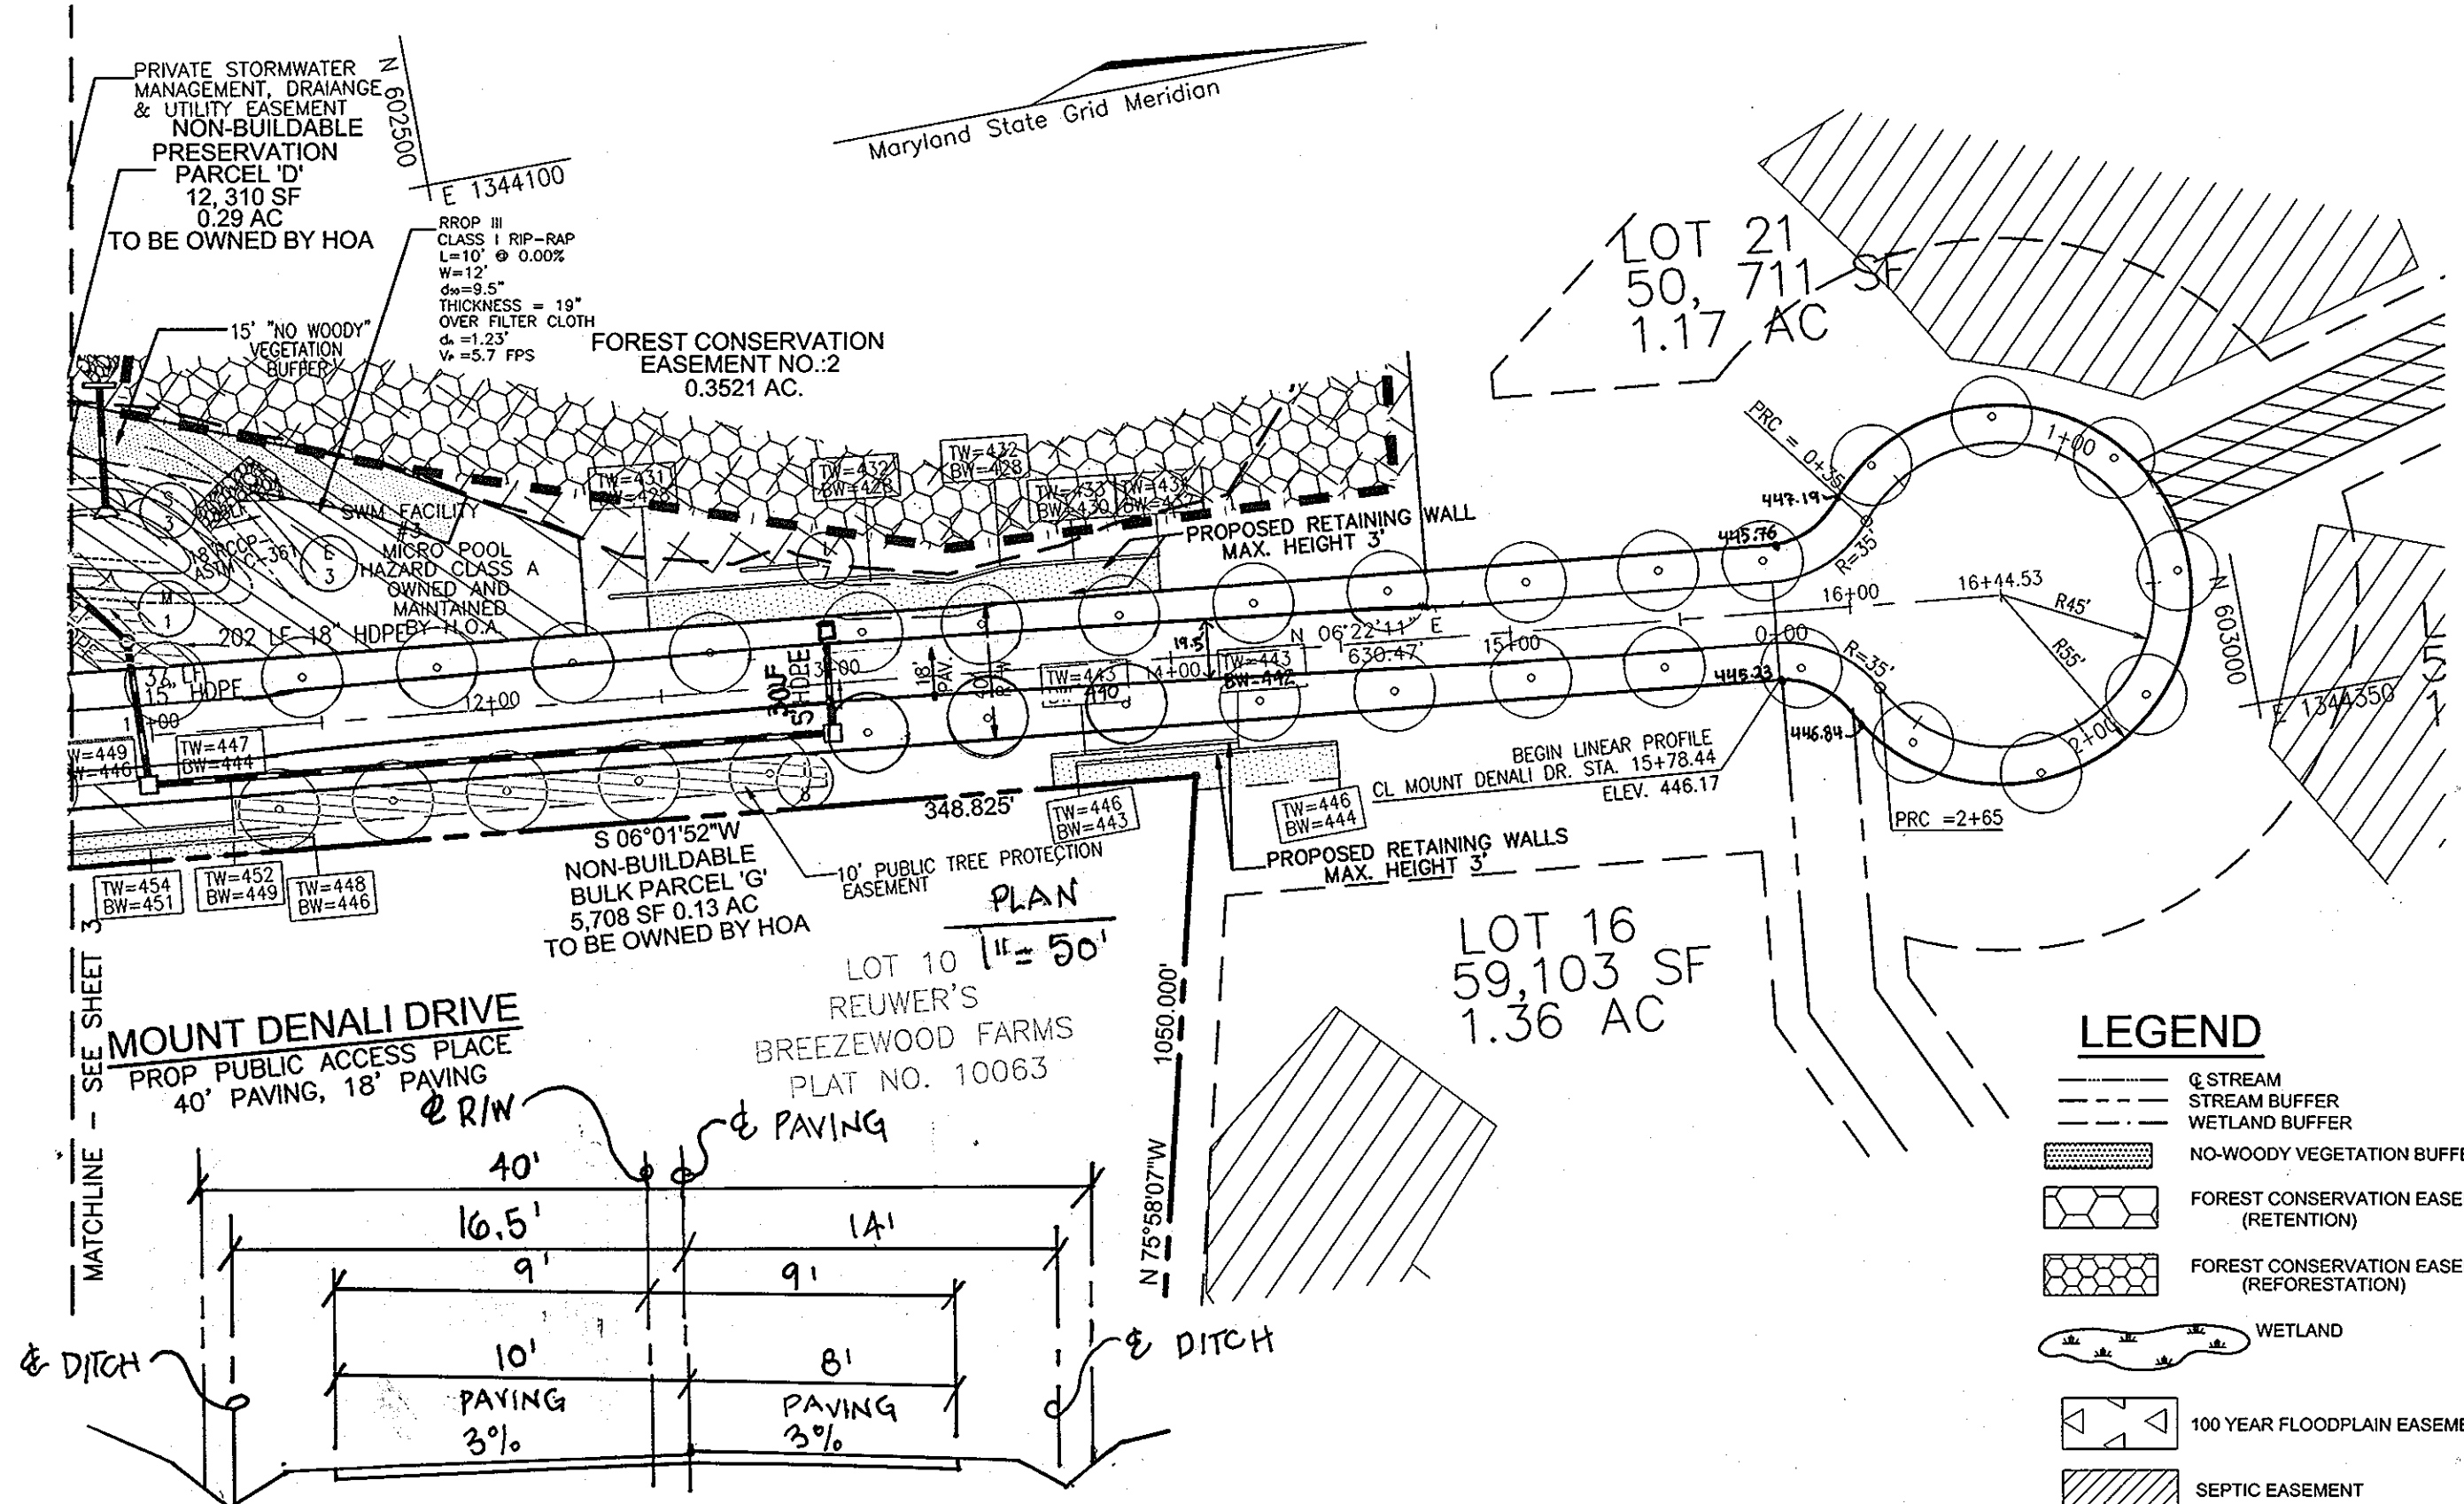 PRIVATE STORMWATER
MANAGEMENT, DRAIANGE
& UTILITY EASEMENT
NON-BUILDABLE
PRESERVATION
PARCEL 'D'
12, 310 SF
0.29 AC
TO BE OWNED BY HOA
N 602500
E 1344100
Maryland State Grid Meridian
RROP III
CLASS I RIP-RAP
L=10' @ 0.00%
W=12'
d50=9.5"
THICKNESS = 19"
OVER FILTER CLOTH
=1.23'
=5.7 FPS
15' "NO WOODY"
VEGETATION
BUFFER
FOREST CONSERVATION
EASEMENT NO.:2
0.3521 AC.
LOT 21
50, 711 SF
1.17 AC
TW=431
BW=428
TW=432
BW=428
TW=432
BW=428
TW=433
BW=430
PROPOSED RETAINING WALL
MAX. HEIGHT 3'
S
3
E
3
M
1
18" RCCP-
ASTM C-361
SWM FACILITY
#3
MICRO POOL
HAZARD CLASS A
OWNED AND
MAINTAINED
BY H.O.A.
202 LF 18" HDPE
37 LF
15" HDPE
12+00
18'
PAV.
40'
R/W
19.5'
14+00
N 06°22'11" E
630.47'
15+00
16+00
0+00
16+44.53
R45'
R55'
R=35'
R=35'
PRC = 0+35
447.19
445.76
445.23
446.84
1+00
2+00
PRC =2+65
N 603000
E 1344350
TW=443
BW=440
TW=443
BW=442
TW=447
BW=444
W=449
W=446
TW=454
BW=451
TW=452
BW=449
TW=448
BW=446
TW=446
BW=443
TW=446
BW=444
BEGIN LINEAR PROFILE
CL MOUNT DENALI DR. STA. 15+78.44
ELEV. 446.17
PROPOSED RETAINING WALLS
MAX. HEIGHT 3'
348.825'
S 06°01'52"W
NON-BUILDABLE
BULK PARCEL 'G'
5,708 SF 0.13 AC
TO BE OWNED BY HOA
10' PUBLIC TREE PROTECTION
EASEMENT
PLAN
1"= 50'
LOT 10
REUWER'S
BREEZEWOOD FARMS
PLAT NO. 10063
LOT 16
59,103 SF
1.36 AC
1050.000'
N 75°58'07"W
MATCHLINE - SEE SHEET 3
MOUNT DENALI DRIVE
PROP PUBLIC ACCESS PLACE
40' PAVING, 18' PAVING
℄ R/W
℄ PAVING
40'
16.5'
14'
9'
9'
10'
8'
℄ DITCH
℄ DITCH
PAVING
3%
PAVING
3%
LEGEND
℄ STREAM
STREAM BUFFER
WETLAND BUFFER
NO-WOODY VEGETATION BUFFE
FOREST CONSERVATION EASE
(RETENTION)
FOREST CONSERVATION EASE
(REFORESTATION)
WETLAND
100 YEAR FLOODPLAIN EASEME
SEPTIC EASEMENT